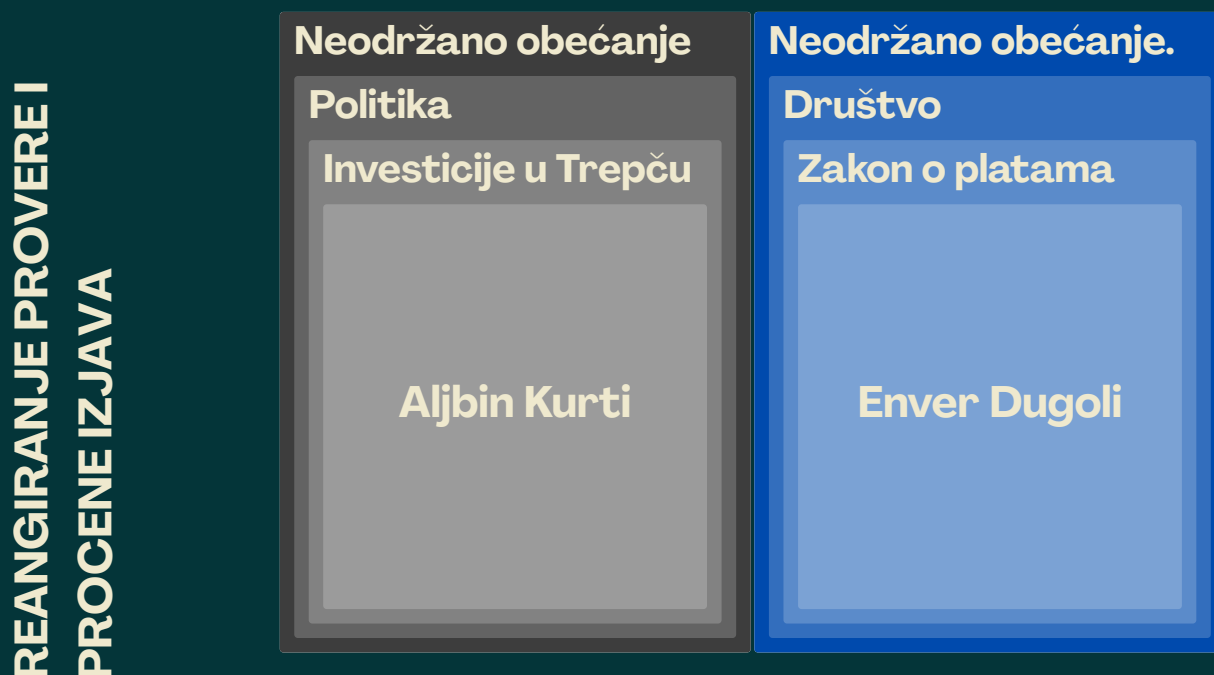 REANGIRANJE PROVERE I
PROCENE IZJAVA
Neodržano obećanje
Politika
Investicije u Trepču
Aljbin Kurti
Neodržano obećanje.
Društvo
Zakon o platama
Enver Dugoli